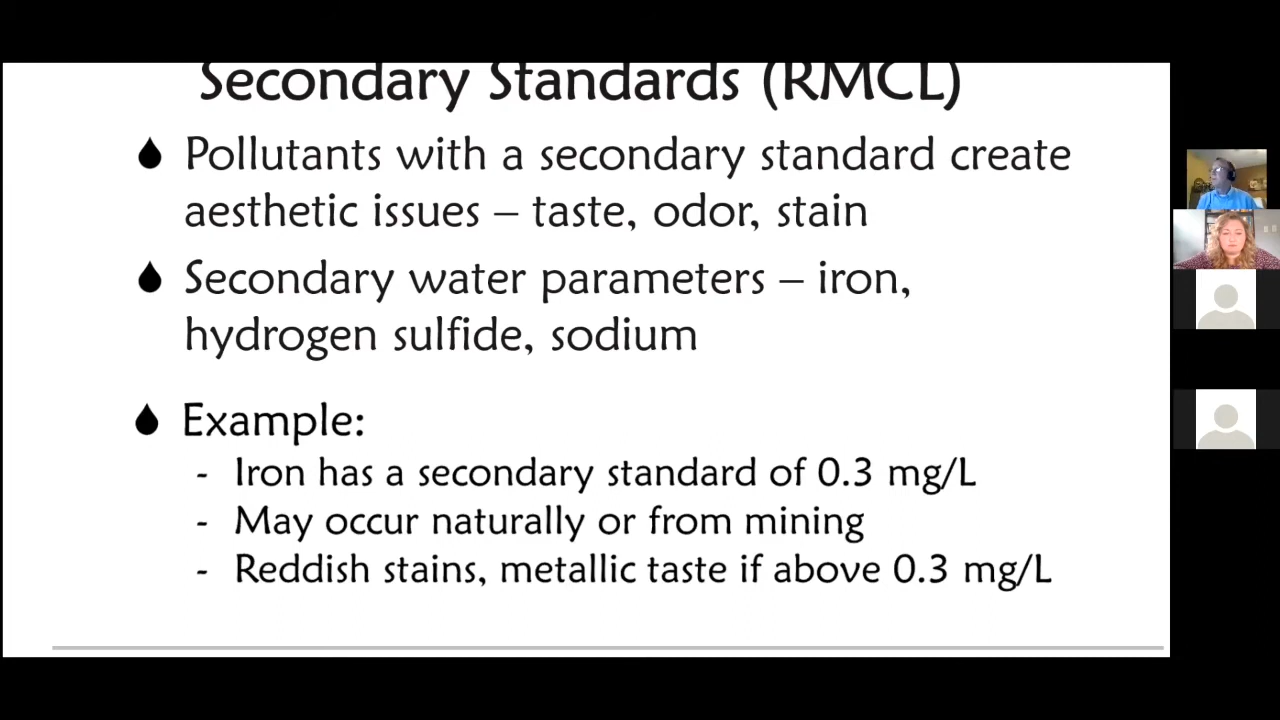 Secondary Standards (RMCL)
Pollutants with a secondary standard create
aesthetic issues – taste, odor, stain
Secondary water parameters – iron,
hydrogen sulfide, sodium
Example:
- Iron has a secondary standard of 0.3 mg/L
- May occur naturally or from mining
- Reddish stains, metallic taste if above 0.3 mg/L